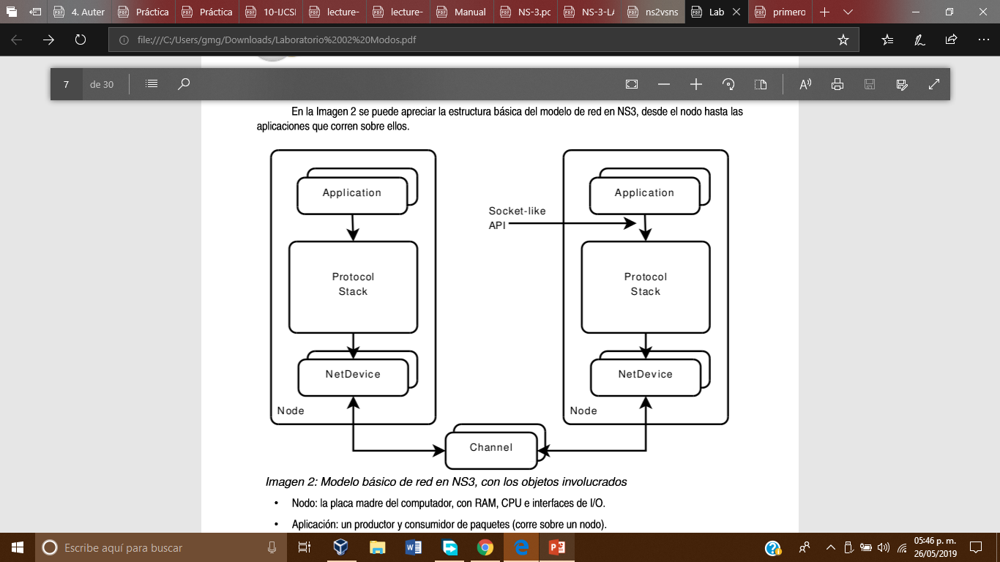 4. Auter
Práctica
Práctica
10-IJCSI
lecture-
lecture-
Manual
NS-3.pc
NS-3-LA
ns2vsns
Lab
primero
file:///C:/Users/gmg/Downloads/Laboratorio%2002%20Modos.pdf
7 de 30
En la Imagen 2 se puede apreciar la estructura básica del modelo de red en NS3, desde el nodo hasta las
aplicaciones que corren sobre ellos.
Application
Protocol
Stack
NetDevice
Node
Socket-like
API
Application
Protocol
Stack
NetDevice
Node
Channel
Imagen 2: Modelo básico de red en NS3, con los objetos involucrados
• Nodo: la placa madre del computador, con RAM, CPU e interfaces de I/O.
• Aplicación: un productor y consumidor de paquetes (corre sobre un nodo).
Escribe aquí para buscar
05:46 p. m.
26/05/2019